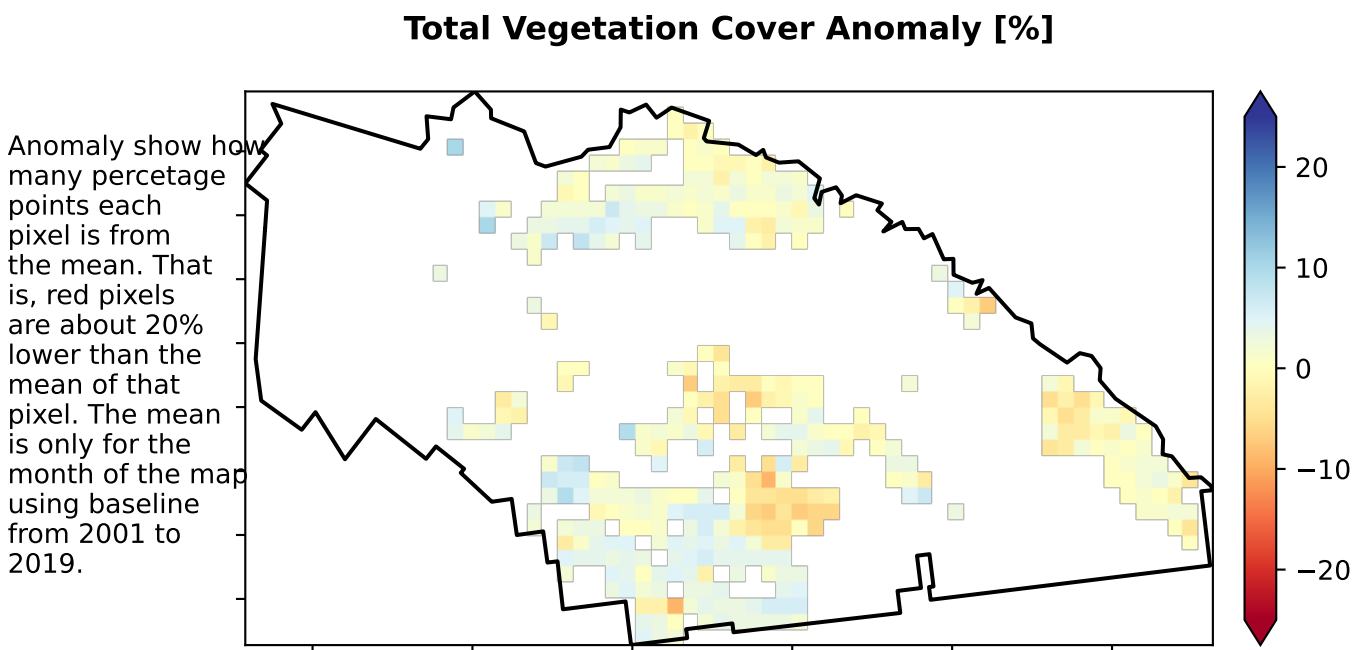 Total Vegetation Cover Anomaly [%]
Anomaly show how
many percetage
points each
pixel is from
the mean. That
is, red pixels
are about 20%
lower than the
mean of that
pixel. The mean
is only for the
month of the map
using baseline
from 2001 to
2019.
20
10
0
−10
−20